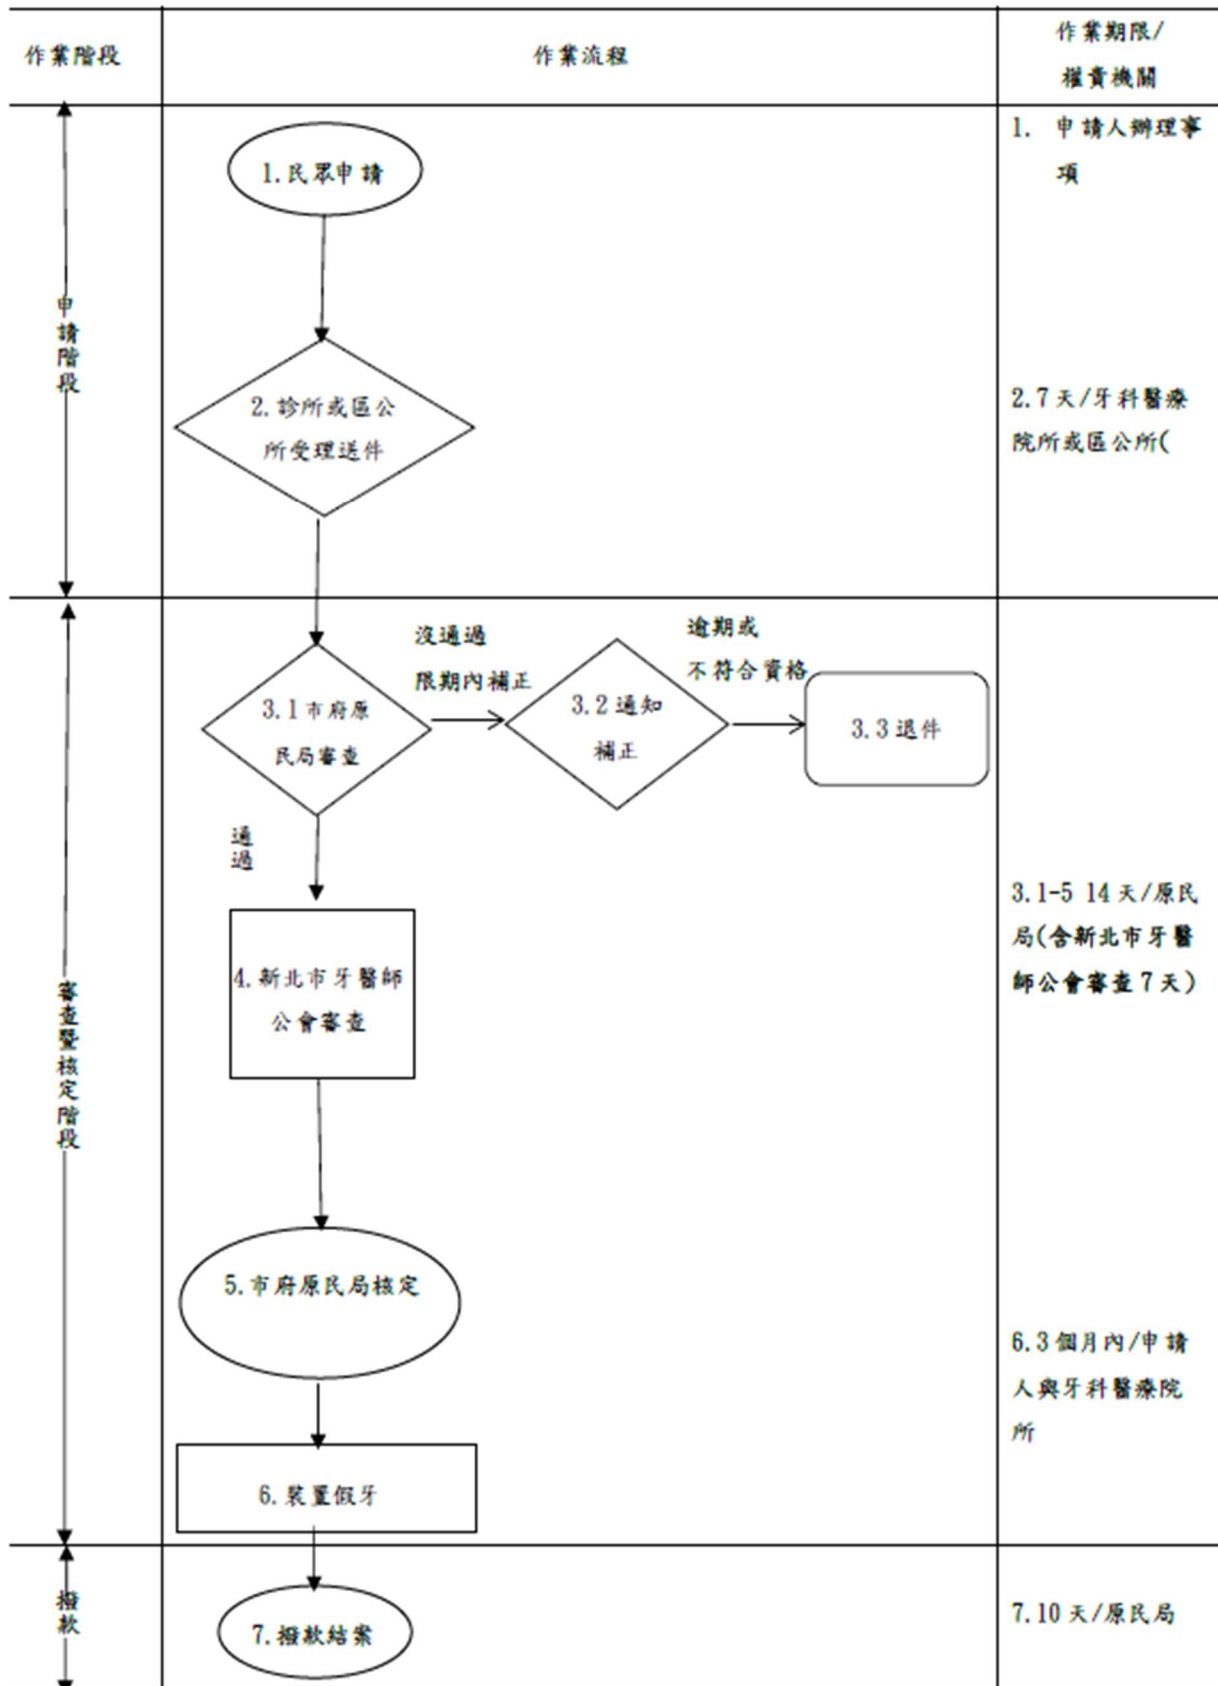 作業階段
作業流程
作業期限/
權責機關
申請階段
1.民眾申請
1. 申請人辦理事
項
2.診所或區公
所受理送件
2.7天/牙科醫療
院所或區公所(
審查暨核定階段
3.1市府原
民局審查
沒通過
限期內補正
3.2通知
補正
逾期或
不符合資格
3.3退件
通過
4.新北市牙醫師
公會審查
3.1-5 14天/原民
局(含新北市牙醫
師公會審查7天)
5.市府原民局核定
6.裝置假牙
6.3個月內/申請
人與牙科醫療院
所
撥款
7.撥款結案
7.10天/原民局